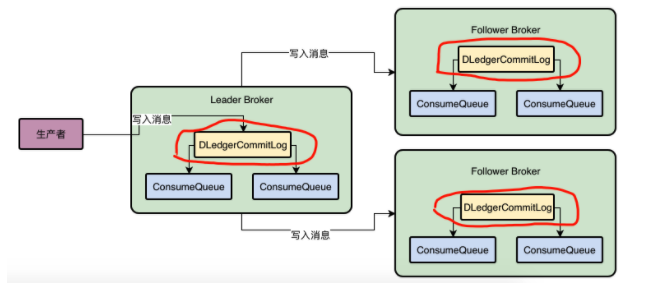 Follower Broker
DLedgerCommitLog
ConsumeQueue
ConsumeQueue
写入消息
Leader Broker
生产者
写入消息
DLedgerCommitLog
ConsumeQueue
ConsumeQueue
写入消息
Follower Broker
DLedgerCommitLog
ConsumeQueue
ConsumeQueue